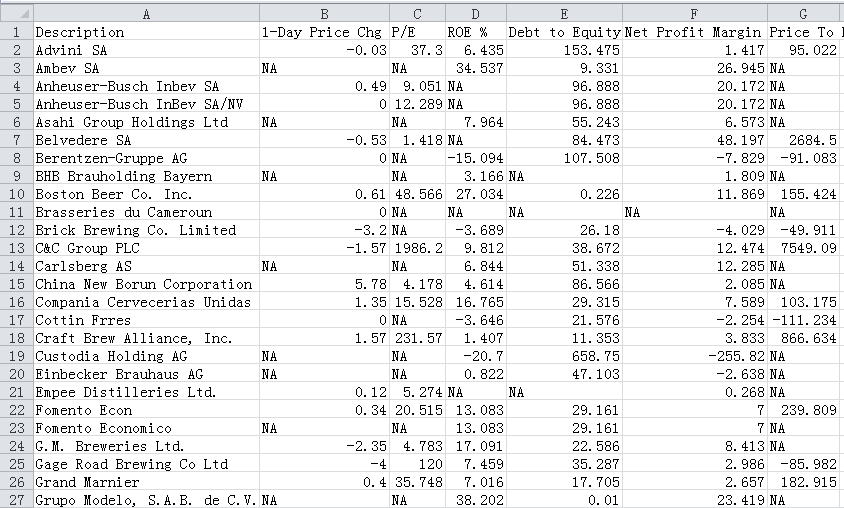 A B C D E F G
1 Description 1-Day Price Chg P/E ROE % Debt to Equity Net Profit Margin Price To
2 Advini SA -0.03 37.3 6.435 153.475 1.417 95.022
3 Ambev SA NA NA 34.537 9.331 26.945 NA
4 Anheuser-Busch Inbev SA 0.49 9.051 NA 96.888 20.172 NA
5 Anheuser-Busch InBev SA/NV 0 12.289 NA 96.888 20.172 NA
6 Asahi Group Holdings Ltd NA NA 7.964 55.243 6.573 NA
7 Belvedere SA -0.53 1.418 NA 84.473 48.197 2684.5
8 Berentzen-Gruppe AG 0 NA -15.094 107.508 -7.829 -91.083
9 BHB Brauholding Bayern NA NA 3.166 NA 1.809 NA
10 Boston Beer Co. Inc. 0.61 48.566 27.034 0.226 11.869 155.424
11 Brasseries du Cameroun 0 NA NA NA NA NA
12 Brick Brewing Co. Limited -3.2 NA -3.689 26.18 -4.029 -49.911
13 C&C Group PLC -1.57 1986.2 9.812 38.672 12.474 7549.09
14 Carlsberg AS NA NA 6.844 51.338 12.285 NA
15 China New Borun Corporation 5.78 4.178 4.614 86.566 2.085 NA
16 Compania Cervecerias Unidas 1.35 15.528 16.765 29.315 7.589 103.175
17 Cottin Frres 0 NA -3.646 21.576 -2.254 -111.234
18 Craft Brew Alliance, Inc. 1.57 231.57 1.407 11.353 3.833 866.634
19 Custodia Holding AG NA NA -20.7 658.75 -255.82 NA
20 Einbecker Brauhaus AG NA NA 0.822 47.103 -2.638 NA
21 Empee Distilleries Ltd. 0.12 5.274 NA NA 0.268 NA
22 Fomento Econ 0.34 20.515 13.083 29.161 7 239.809
23 Fomento Economico NA NA 13.083 29.161 7 NA
24 G.M. Breweries Ltd. -2.35 4.783 17.091 22.586 8.413 NA
25 Gage Road Brewing Co Ltd -4 120 7.459 35.287 2.986 -85.982
26 Grand Marnier 0.4 35.748 7.016 17.705 2.657 182.915
27 Grupo Modelo, S.A.B. de C.V. NA NA 38.202 0.01 23.419 NA